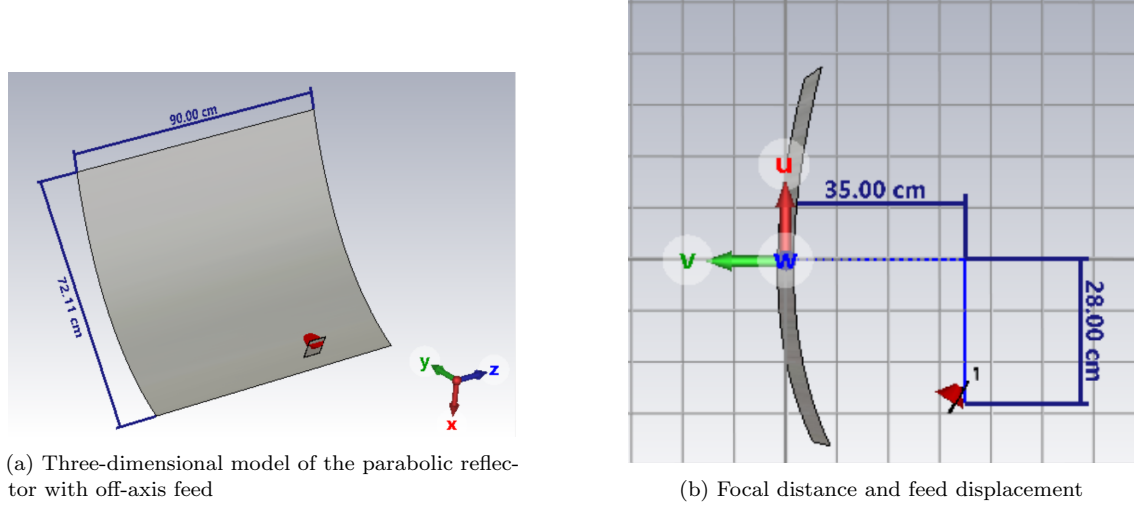 90.00 cm
72.11 cm
y
z
x
(a) Three-dimensional model of the parabolic reflec-
tor with off-axis feed
u
35.00 cm
v
w
28.00 cm
1
(b) Focal distance and feed displacement